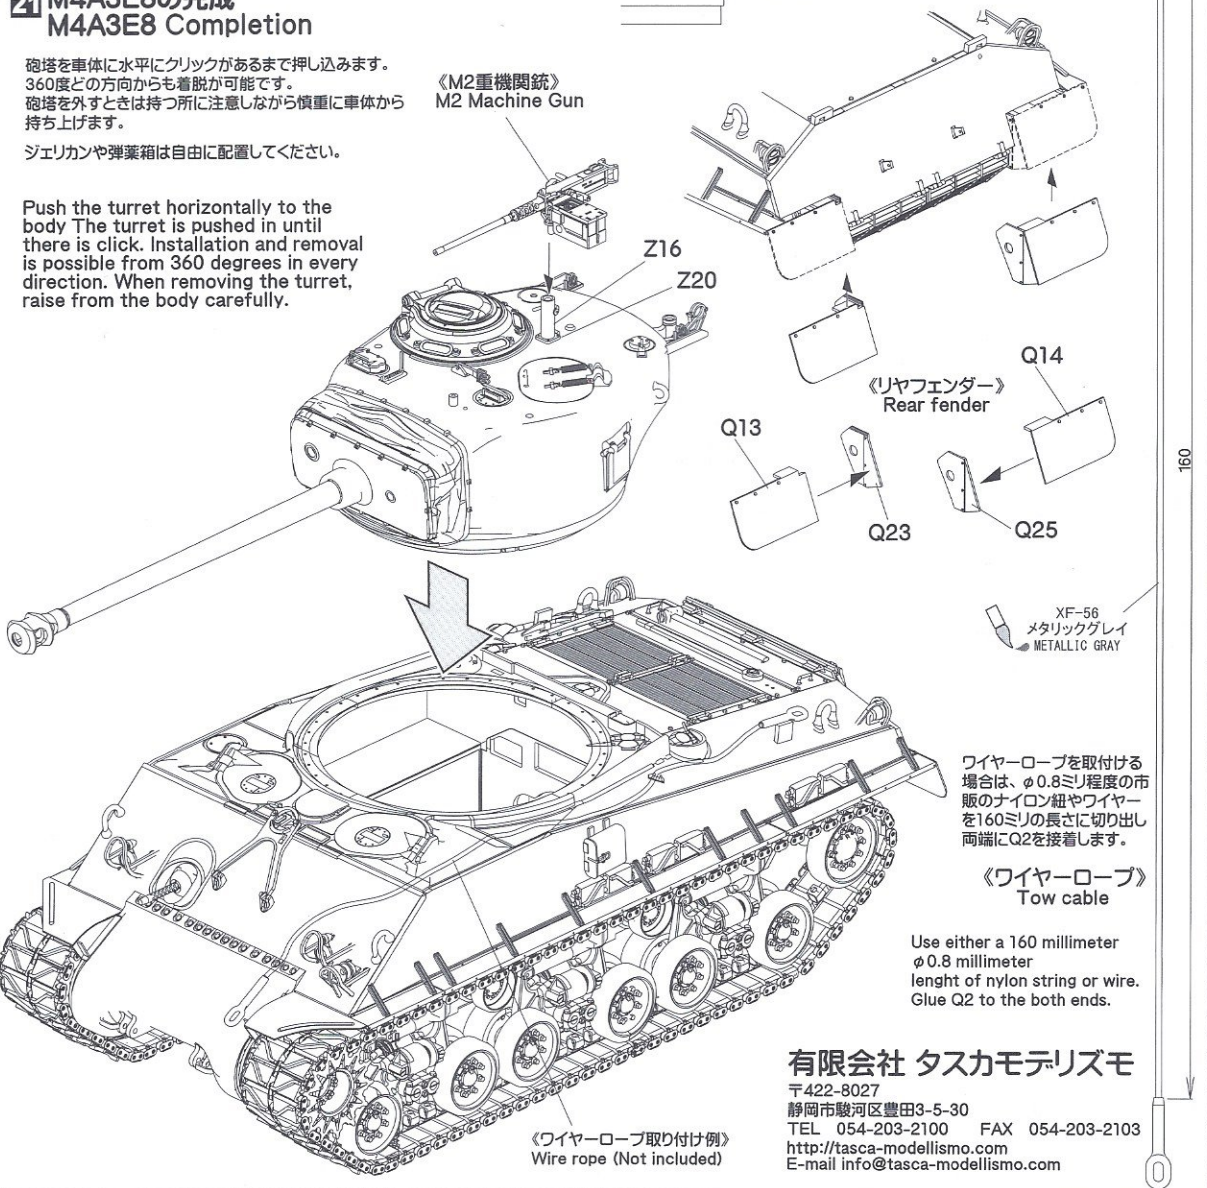 21 M4A3E8の完成
M4A3E8 Completion
砲塔を車体に水平にクリックがあるまで押し込みます。
360度どの方向からも着脱が可能です。
砲塔を外すときは持つ所に注意しながら慎重に車体から
持ち上げます。
ジェリカンや弾薬箱は自由に配置してください。
Push the turret horizontally to the
body The turret is pushed in until
there is click. Installation and removal
is possible from 360 degrees in every
direction. When removing the turret,
raise from the body carefully.
《M2重機関銃》
M2 Machine Gun
Z16
Z20
《リヤフェンダー》
Rear fender
Q14
Q13
Q23
Q25
160
XF-56
メタリックグレイ
METALLIC GRAY
ワイヤーロープを取付ける
場合は、φ0.8ミリ程度の市
販のナイロン紐やワイヤー
を160ミリの長さに切り出し
両端にQ2を接着します。
《ワイヤーロープ》
Tow cable
Use either a 160 millimeter
φ0.8 millimeter
lenght of nylon string or wire.
Glue Q2 to the both ends.
《ワイヤーロープ取り付け例》
Wire rope (Not included)
有限会社 タスカモデリズモ
〒422-8027
静岡市駿河区豊田3-5-30
TEL 054-203-2100 FAX 054-203-2103
http://tasca-modellismo.com
E-mail info@tasca-modellismo.com